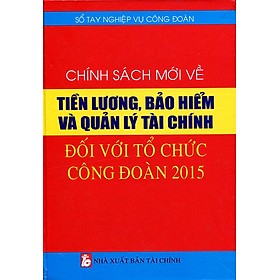 SỔ TAY NGHIỆP VỤ CÔNG ĐOÀN
CHÍNH SÁCH MỚI VỀ
TIỀN LƯƠNG, BẢO HIỂM
VÀ QUẢN LÝ TÀI CHÍNH
ĐỐI VỚI TỔ CHỨC
CÔNG ĐOÀN 2015
NHÀ XUẤT BẢN TÀI CHÍNH